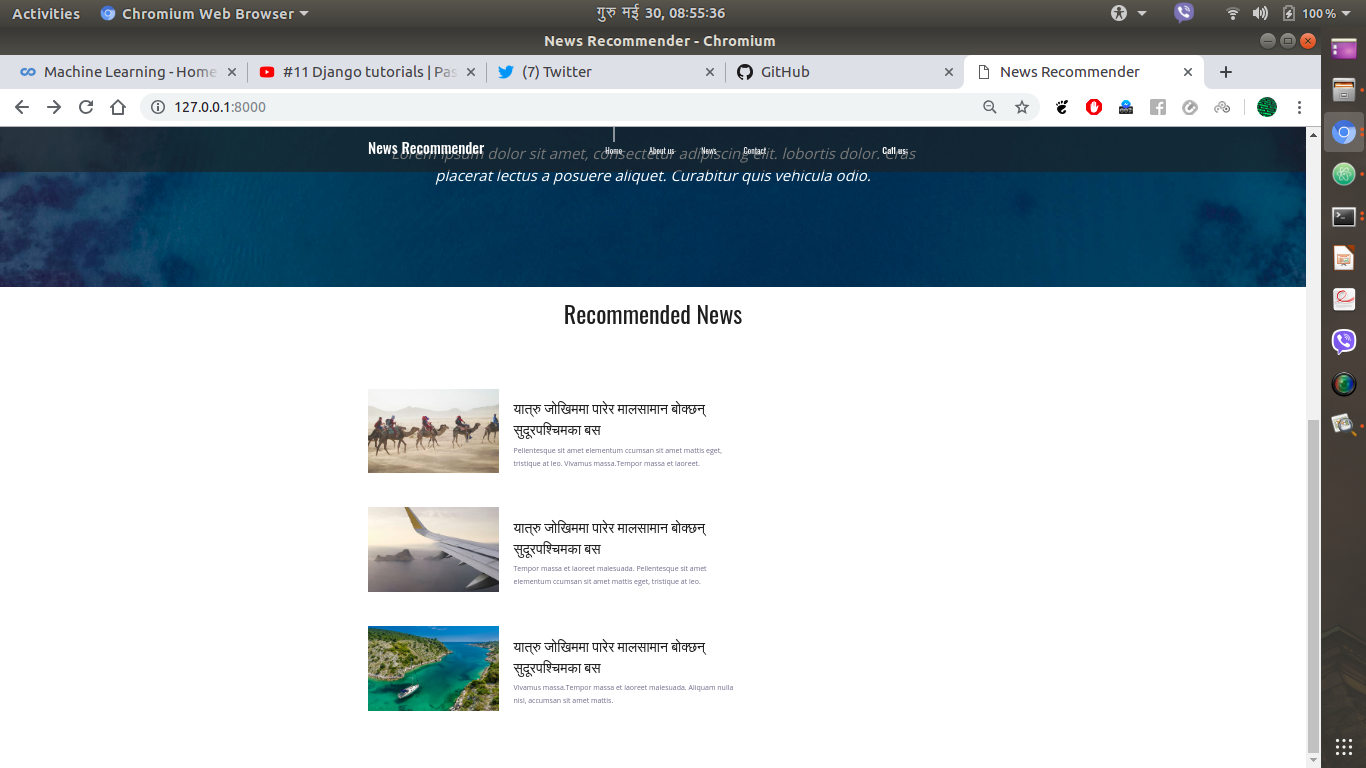 Activities Chromium Web Browser गुरु मई 30, 08:55:36 100 %
News Recommender - Chromium
Machine Learning - Home #11 Django tutorials | Pas (7) Twitter GitHub News Recommender
127.0.0.1:8000
News Recommender Home About us News Contact Call us:
Lorem ipsum dolor sit amet, consectetur adipiscing elit. lobortis dolor. Cras
placerat lectus a posuere aliquet. Curabitur quis vehicula odio.
Recommended News
यात्रु जोखिममा पारेर मालसामान बोक्छन्
सुदूरपश्चिमका बस
Pellentesque sit amet elementum ccumsan sit amet mattis eget,
tristique at leo. Vivamus massa.Tempor massa et laoreet.
यात्रु जोखिममा पारेर मालसामान बोक्छन्
सुदूरपश्चिमका बस
Tempor massa et laoreet malesuada. Pellentesque sit amet
elementum ccumsan sit amet mattis eget, tristique at leo.
यात्रु जोखिममा पारेर मालसामान बोक्छन्
सुदूरपश्चिमका बस
Vivamus massa.Tempor massa et laoreet malesuada. Aliquam nulla
nisl, accumsan sit amet mattis.